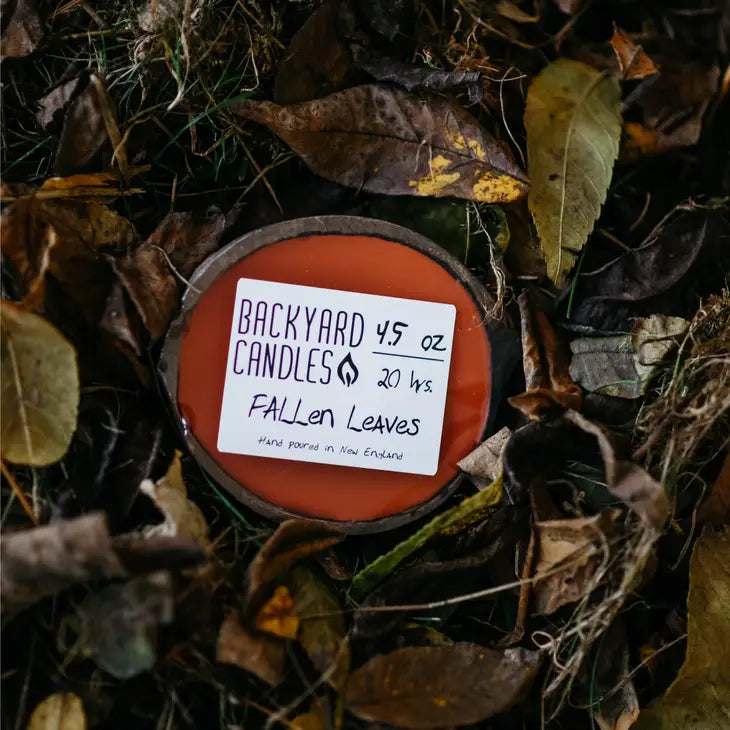 BACKYARD 4.5 OZ
CANDLES 20 hrs.
FALLen Leaves
Hand poured in New England